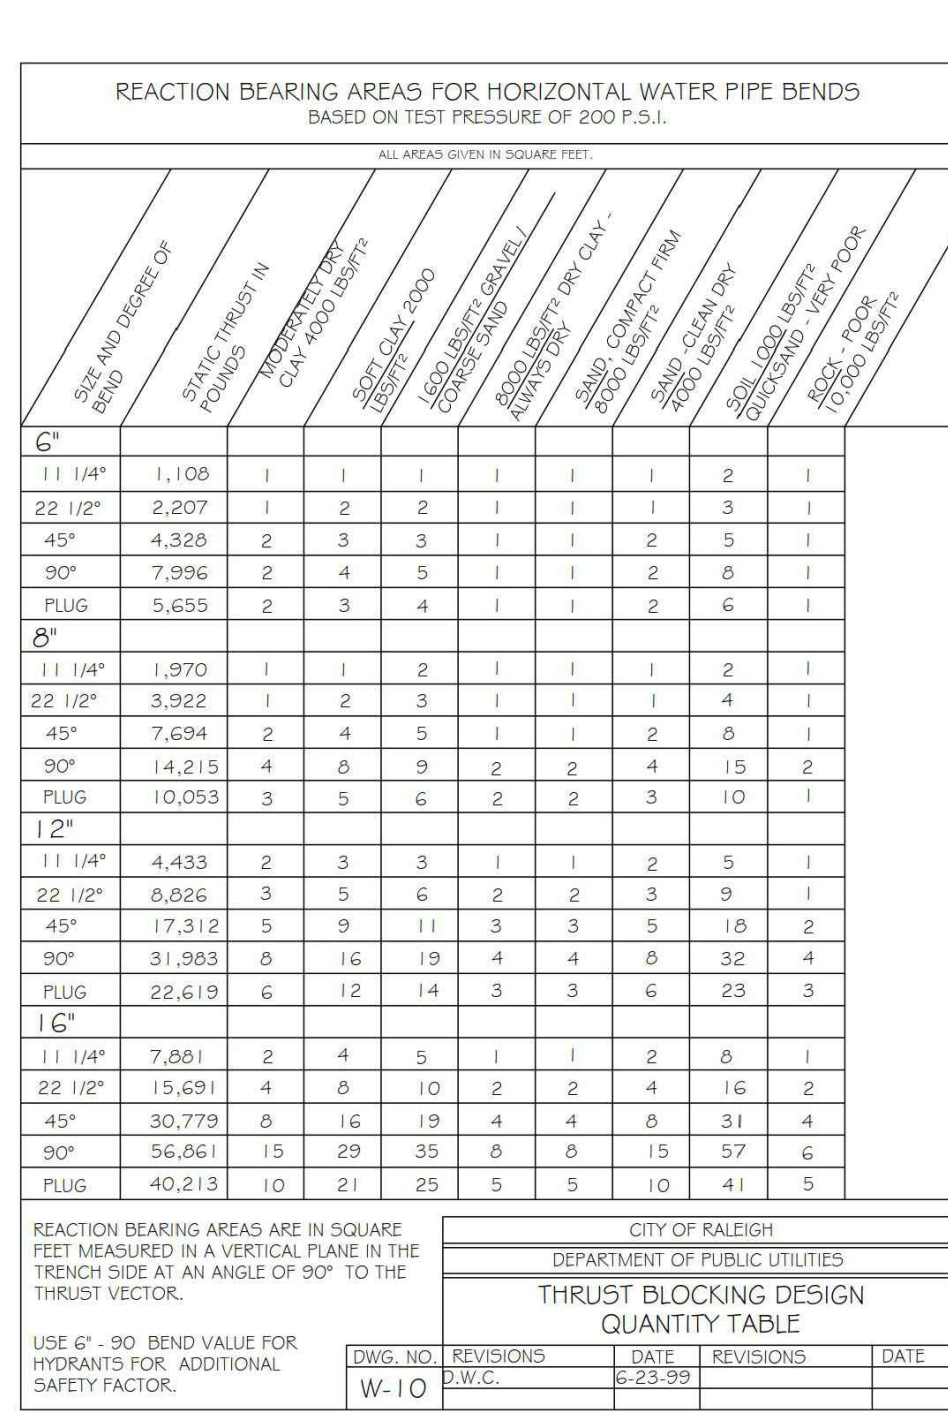 REACTION BEARING AREAS FOR HORIZONTAL WATER PIPE BENDS
BASED ON TEST PRESSURE OF 200 P.S.I.
ALL AREAS GIVEN IN SQUARE FEET.
SIZE AND DEGREE OF
BEND
STATIC THRUST IN
POUNDS
MODERATELY DRY
CLAY 4000 LBS/FT²
SOFT CLAY 2000
LBS/FT²
1600 LBS/FT² GRAVEL /
COARSE SAND
8000 LBS/FT² DRY CLAY -
ALWAYS DRY
SAND, COMPACT FIRM
8000 LBS/FT²
SAND -CLEAN DRY
4000 LBS/FT²
SOIL 1000 LBS/FT²
QUICKSAND - VERY POOR
ROCK - POOR
10,000 LBS/FT²
6"
11 1/4° 1,108 1 1 1 1 1 1 2 1
22 1/2° 2,207 1 2 2 1 1 1 3 1
45° 4,328 2 3 3 1 1 2 5 1
90° 7,996 2 4 5 1 1 2 8 1
PLUG 5,655 2 3 4 1 1 2 6 1
8"
11 1/4° 1,970 1 1 2 1 1 1 2 1
22 1/2° 3,922 1 2 3 1 1 1 4 1
45° 7,694 2 4 5 1 1 2 8 1
90° 14,215 4 8 9 2 2 4 15 2
PLUG 10,053 3 5 6 2 2 3 10 1
12"
11 1/4° 4,433 2 3 3 1 1 2 5 1
22 1/2° 8,826 3 5 6 2 2 3 9 1
45° 17,312 5 9 11 3 3 5 18 2
90° 31,983 8 16 19 4 4 8 32 4
PLUG 22,619 6 12 14 3 3 6 23 3
16"
11 1/4° 7,881 2 4 5 1 1 2 8 1
22 1/2° 15,691 4 8 10 2 2 4 16 2
45° 30,779 8 16 19 4 4 8 31 4
90° 56,861 15 29 35 8 8 15 57 6
PLUG 40,213 10 21 25 5 5 10 41 5
REACTION BEARING AREAS ARE IN SQUARE
FEET MEASURED IN A VERTICAL PLANE IN THE
TRENCH SIDE AT AN ANGLE OF 90° TO THE
THRUST VECTOR.
USE 6" - 90 BEND VALUE FOR
HYDRANTS FOR ADDITIONAL
SAFETY FACTOR.
CITY OF RALEIGH
DEPARTMENT OF PUBLIC UTILITIES
THRUST BLOCKING DESIGN
QUANTITY TABLE
DWG. NO. REVISIONS DATE REVISIONS DATE
W-10 D.W.C. 6-23-99